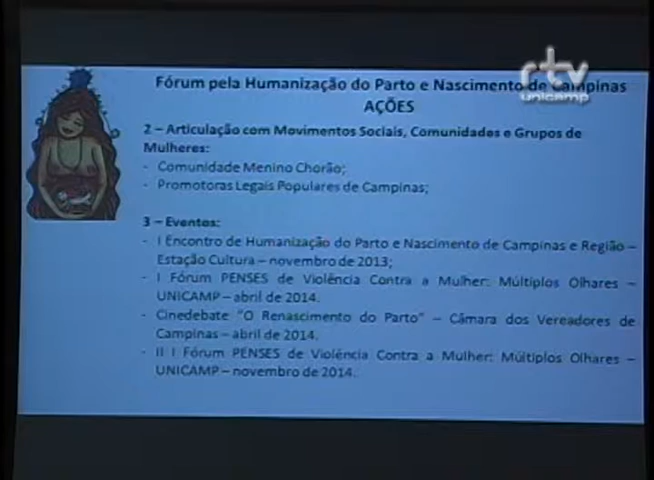 rtv
unicamp
Fórum pela Humanização do Parto e Nascimento de Campinas
AÇÕES
2 – Articulação com Movimentos Sociais, Comunidades e Grupos de
Mulheres:
- Comunidade Menino Chorão;
- Promotoras Legais Populares de Campinas;
3 – Eventos:
- I Encontro de Humanização do Parto e Nascimento de Campinas e Região –
Estação Cultura – novembro de 2013;
- I Fórum PENSES de Violência Contra a Mulher: Múltiplos Olhares –
UNICAMP – abril de 2014.
- Cinedebate "O Renascimento do Parto" – Câmara dos Vereadores de
Campinas – abril de 2014.
- II I Fórum PENSES de Violência Contra a Mulher: Múltiplos Olhares –
UNICAMP – novembro de 2014.